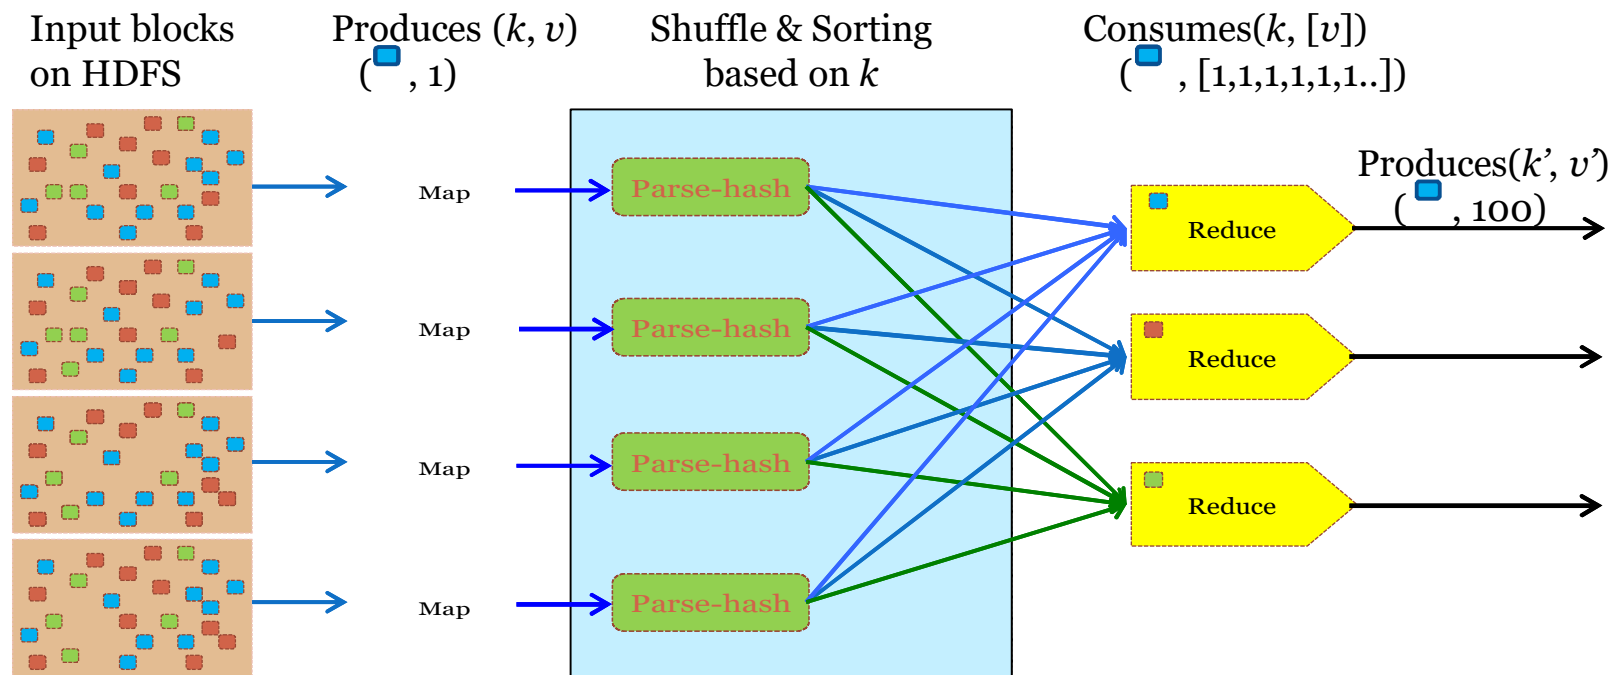 Input blocks
on HDFS
Produces (k, v)
( , 1)
Shuffle & Sorting
based on k
Consumes(k, [v])
( , [1,1,1,1,1,1..])
Produces(k’, v’)
( , 100)
Map
Parse-hash
Reduce
Map
Parse-hash
Reduce
Map
Parse-hash
Reduce
Map
Parse-hash